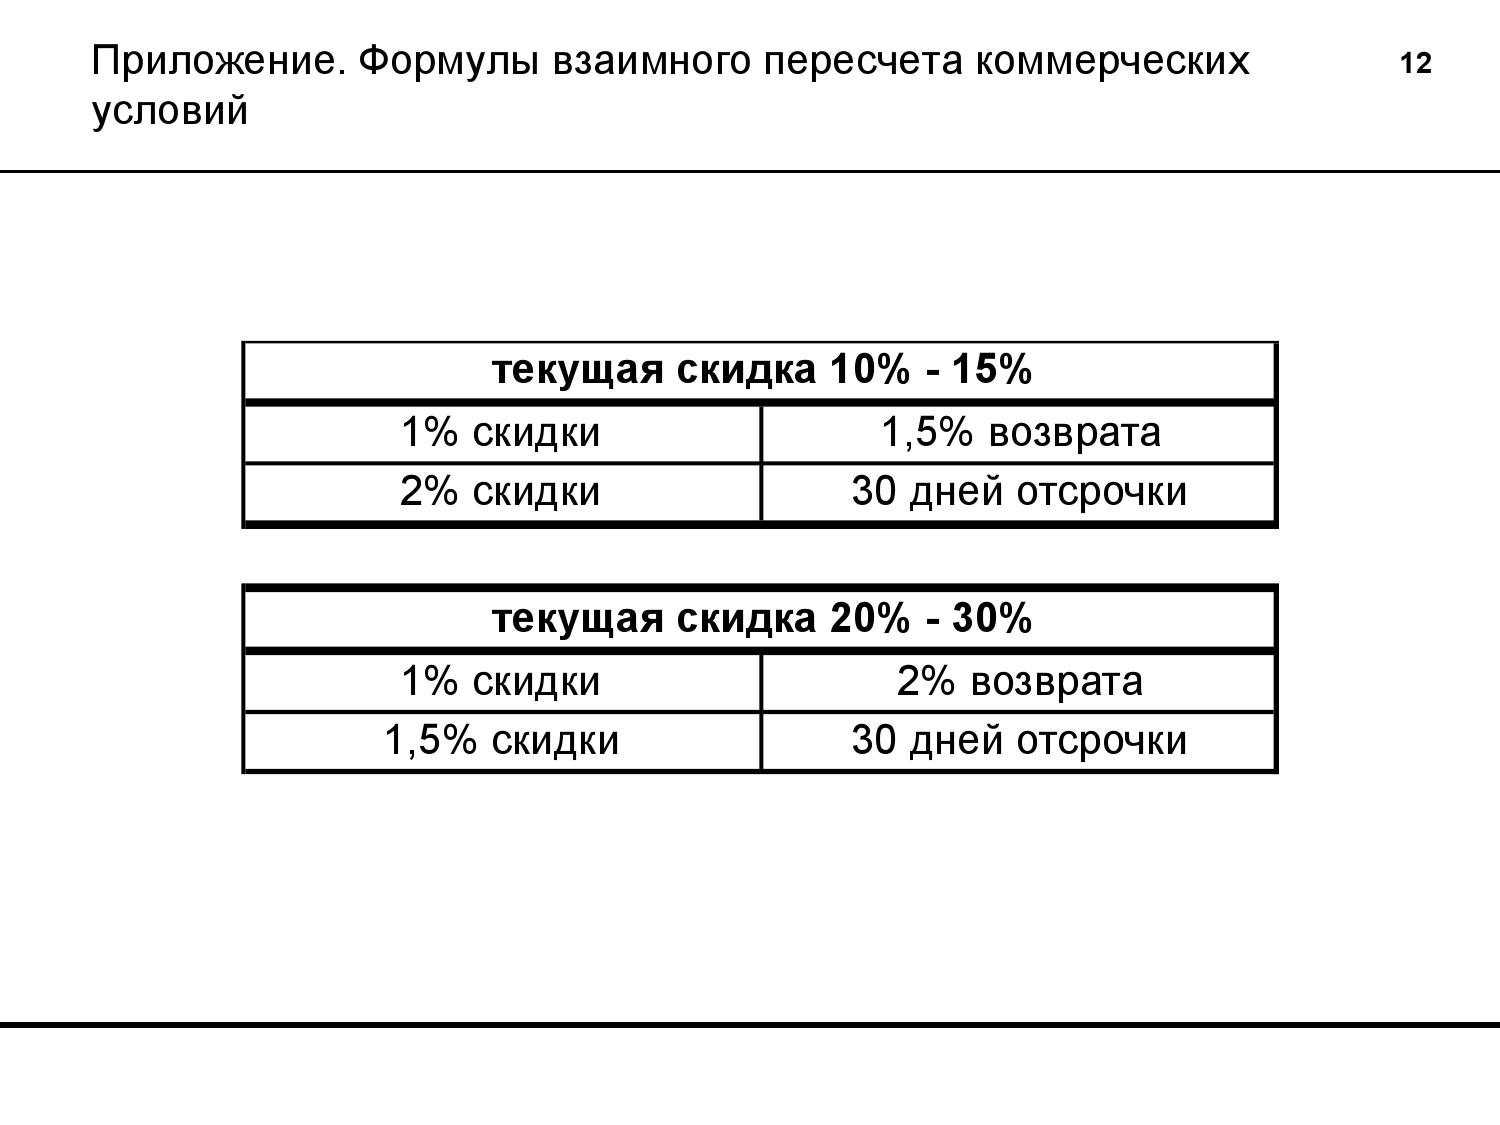 Приложение. Формулы взаимного пересчета коммерческих
условий
12
текущая скидка 10% - 15%
1% скидки 1,5% возврата
2% скидки 30 дней отсрочки
текущая скидка 20% - 30%
1% скидки 2% возврата
1,5% скидки 30 дней отсрочки